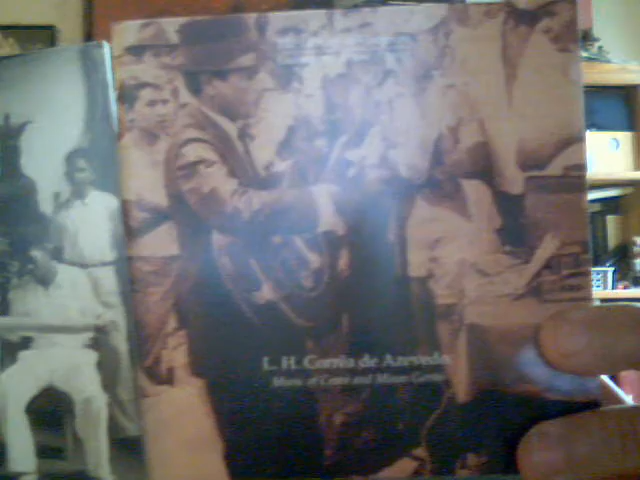 L. H. Corrêa de Azevedo
Music of Ceará and Minas Gerais